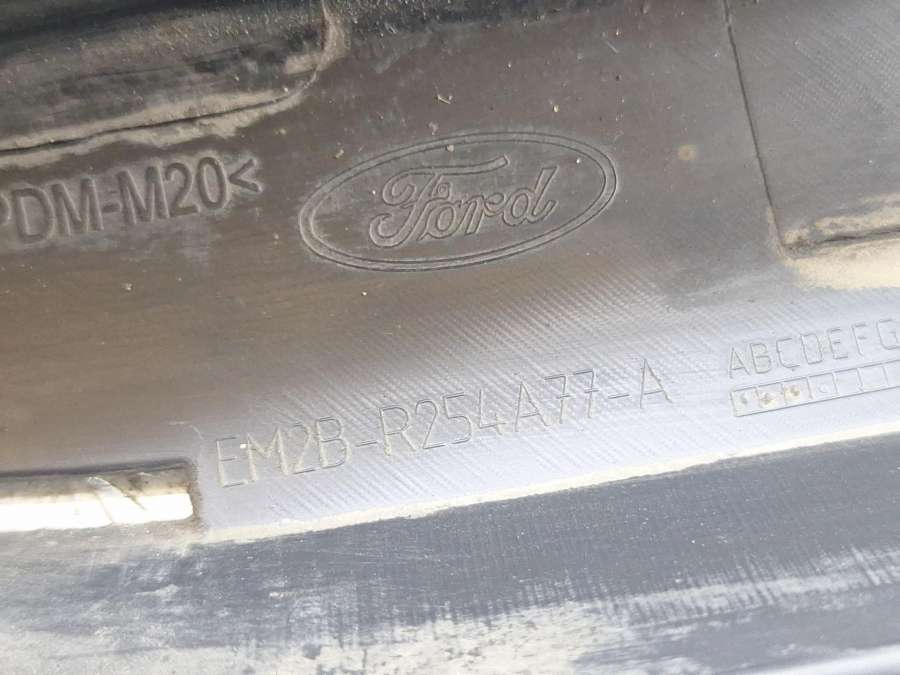 PDM-M20<
Ford
EM2B-R254A77-A
ABCDEFG